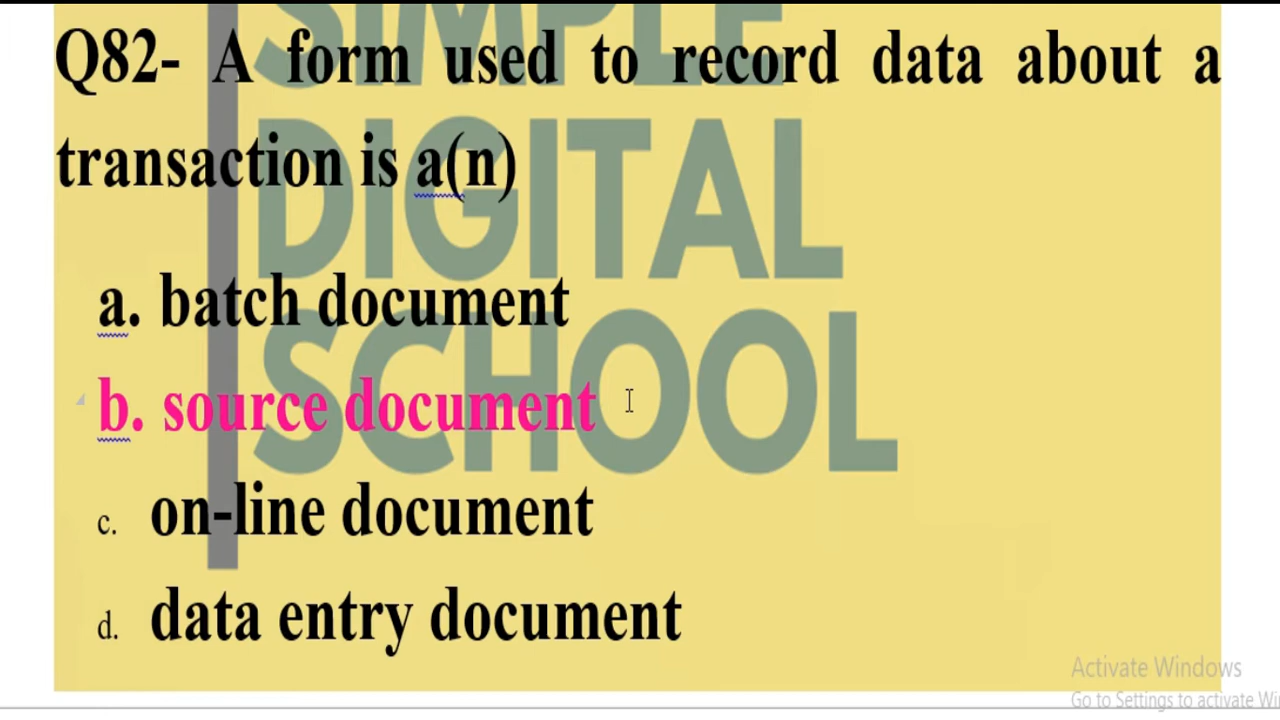 SIMPLE
DIGITAL
SCHOOL
Q82- A form used to record data about a
transaction is a(n)
a. batch document
b. source document
c. on-line document
d. data entry document
Activate Windows
Go to Settings to activate Wi